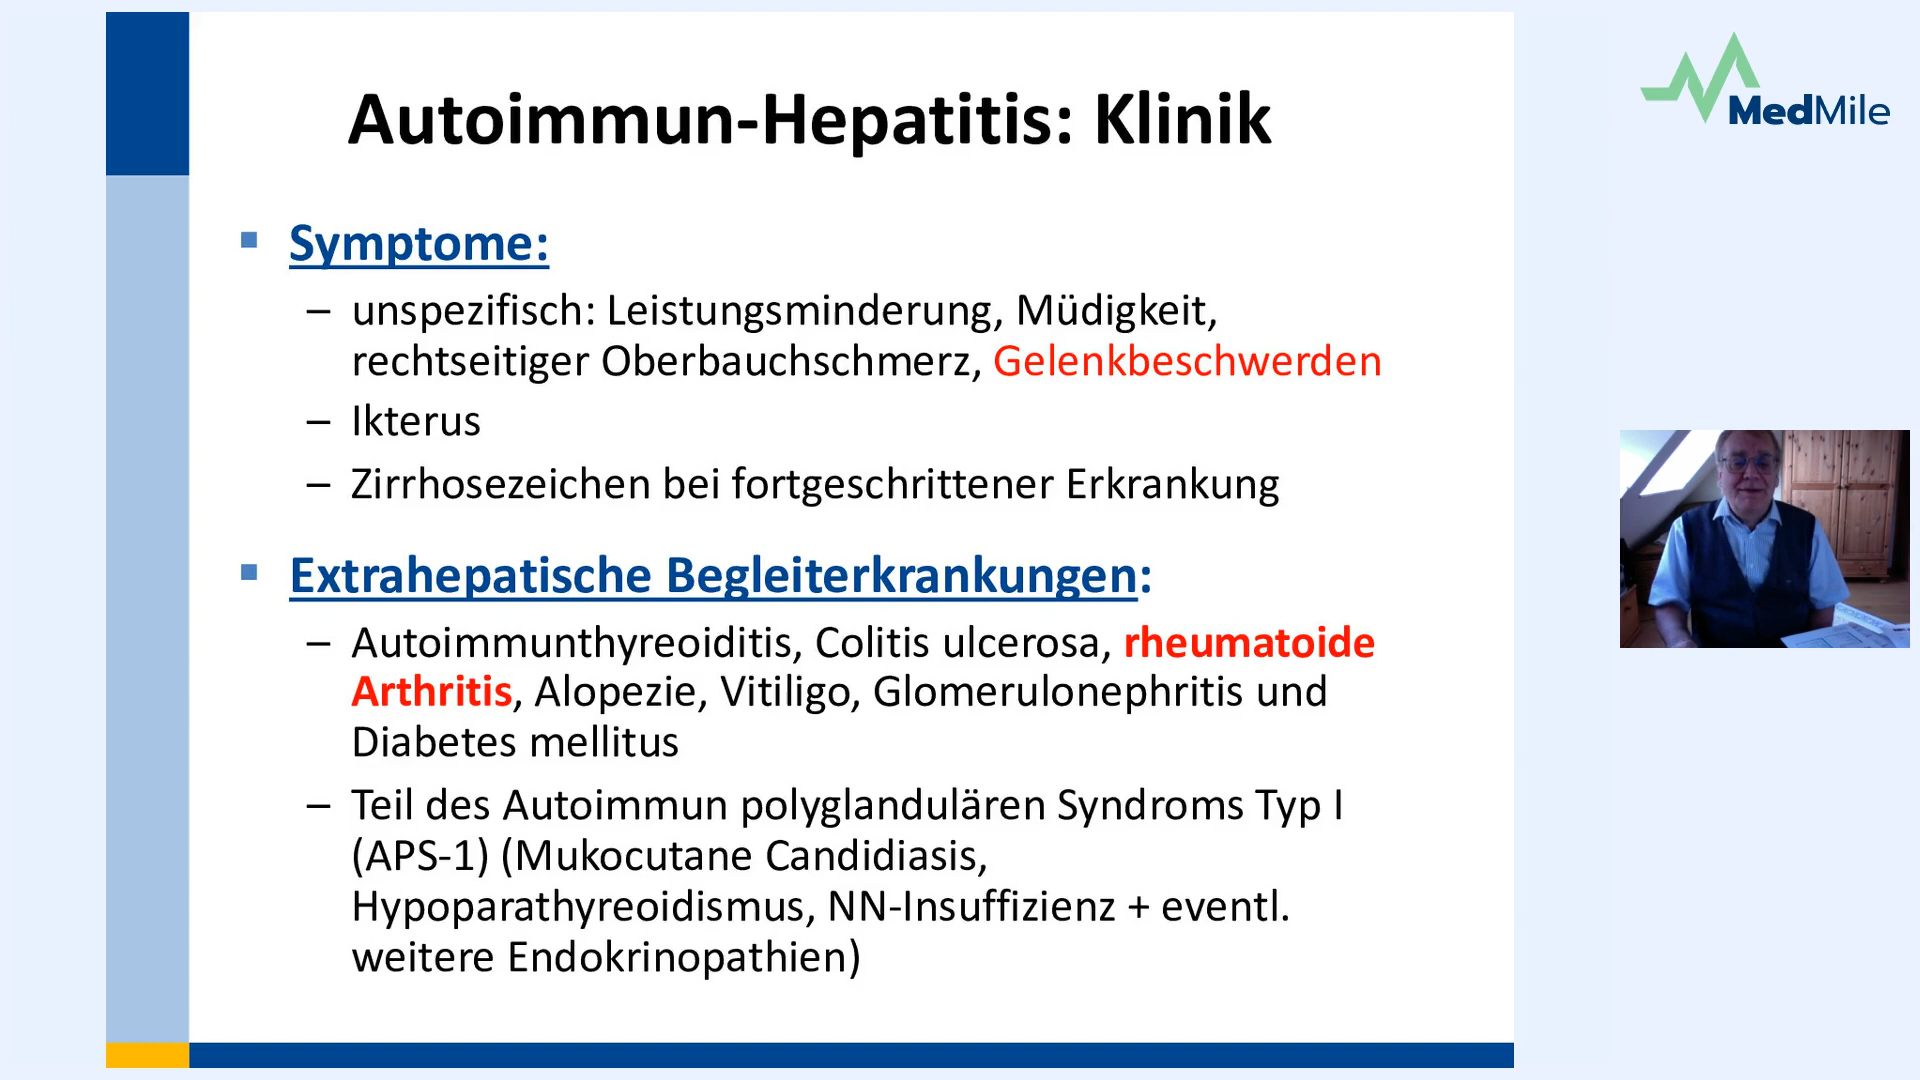 Autoimmun-Hepatitis: Klinik
MedMile
Symptome:
– unspezifisch: Leistungsminderung, Müdigkeit,
rechtseitiger Oberbauchschmerz, Gelenkbeschwerden
– Ikterus
– Zirrhosezeichen bei fortgeschrittener Erkrankung
Extrahepatische Begleiterkrankungen:
– Autoimmunthyreoiditis, Colitis ulcerosa, rheumatoide
Arthritis, Alopezie, Vitiligo, Glomerulonephritis und
Diabetes mellitus
– Teil des Autoimmun polyglandulären Syndroms Typ I
(APS-1) (Mukocutane Candidiasis,
Hypoparathyreoidismus, NN-Insuffizienz + eventl.
weitere Endokrinopathien)